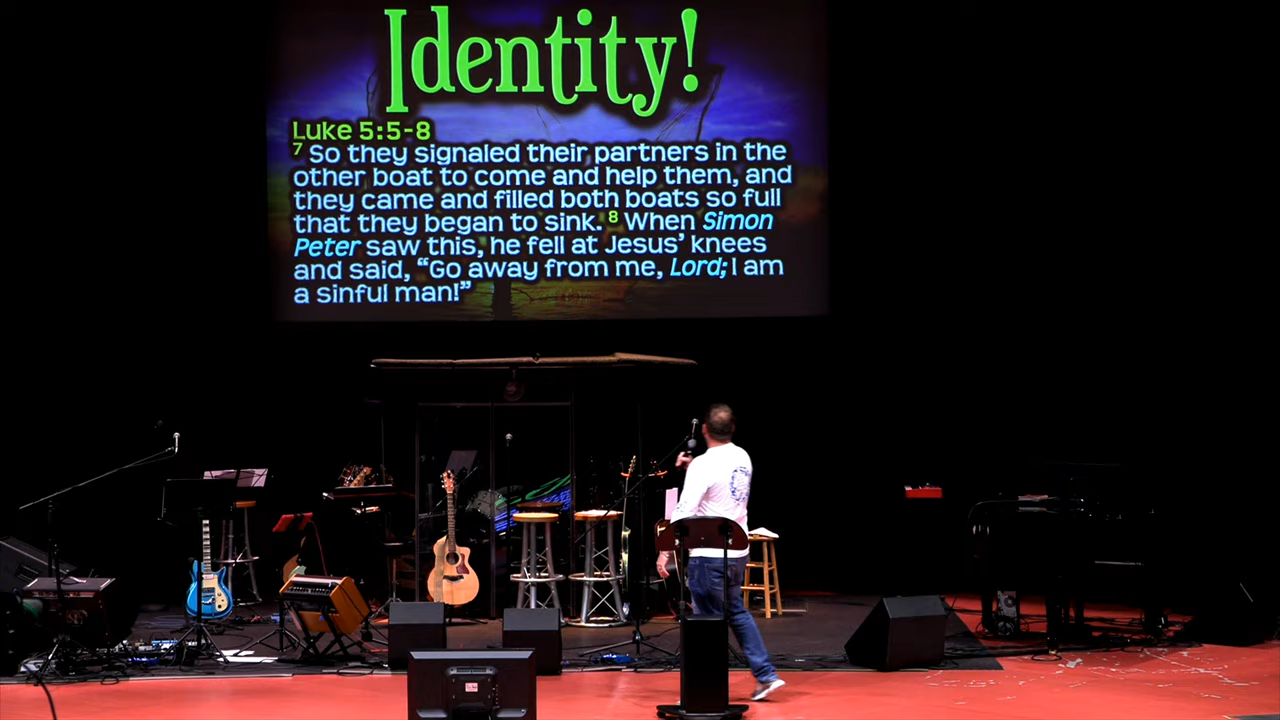 Identity!
Luke 5:5-8
7 So they signaled their partners in the
other boat to come and help them, and
they came and filled both boats so full
that they began to sink. 8 When Simon
Peter saw this, he fell at Jesus’ knees
and said, “Go away from me, Lord; I am
a sinful man!”